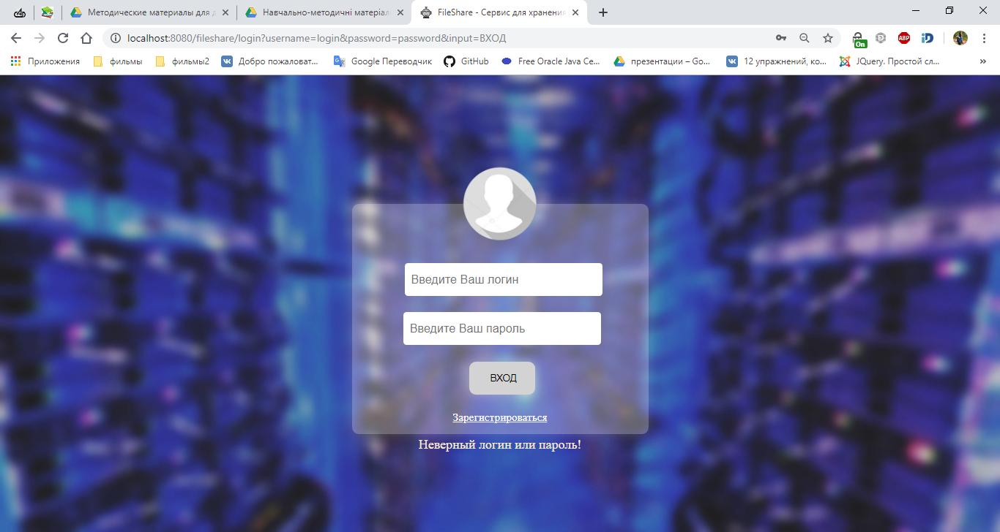 Методические материалы для д
Навчально-методичні матеріал
FileShare - Сервис для хранения
localhost:8080/fileshare/login?username=login&password=password&input=ВХОД
On
ABP
Приложения
фильмы
фильмы2
Добро пожаловат...
Google Переводчик
GitHub
Free Oracle Java Ce...
презентации – Go...
12 упражнений, ко...
JQuery. Простой сл...
»
Введите Ваш логин
Введите Ваш пароль
ВХОД
Зарегистрироваться
Неверный логин или пароль!